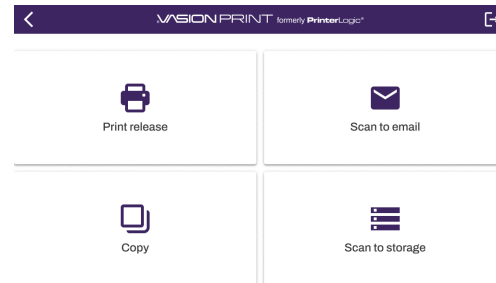 VASION PRINT formerly PrinterLogic®
Print release
Scan to email
Copy
Scan to storage